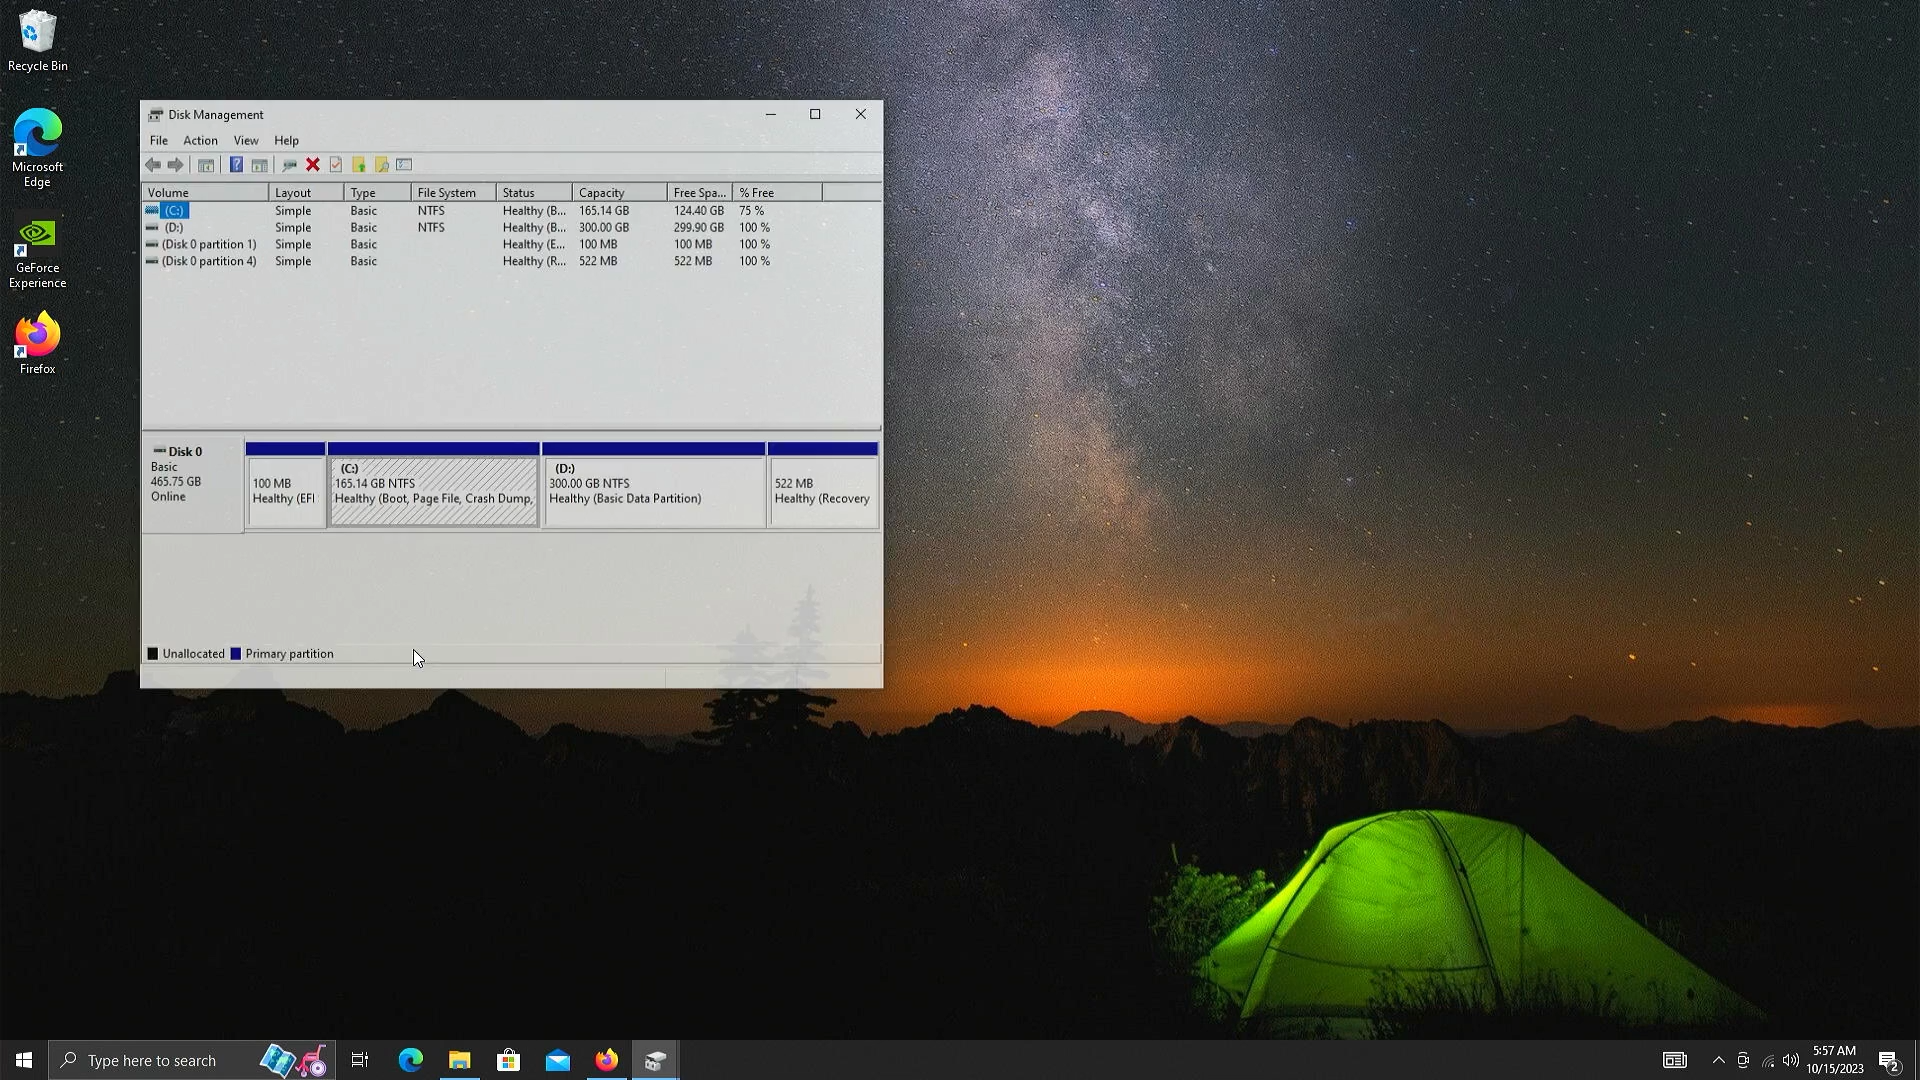 Recycle Bin
Microsoft
Edge
GeForce
Experience
Firefox
Disk Management
File Action View Help
Volume Layout Type File System Status Capacity Free Spa... % Free
(C:) Simple Basic NTFS Healthy (B... 165.14 GB 124.40 GB 75 %
(D:) Simple Basic NTFS Healthy (B... 300.00 GB 299.90 GB 100 %
(Disk 0 partition 1) Simple Basic Healthy (E... 100 MB 100 MB 100 %
(Disk 0 partition 4) Simple Basic Healthy (R... 522 MB 522 MB 100 %
Disk 0
Basic
465.75 GB
Online
100 MB
Healthy (EFI
(C:)
165.14 GB NTFS
Healthy (Boot, Page File, Crash Dump,
(D:)
300.00 GB NTFS
Healthy (Basic Data Partition)
522 MB
Healthy (Recovery
Unallocated Primary partition
Type here to search
5:57 AM
10/15/2023
2